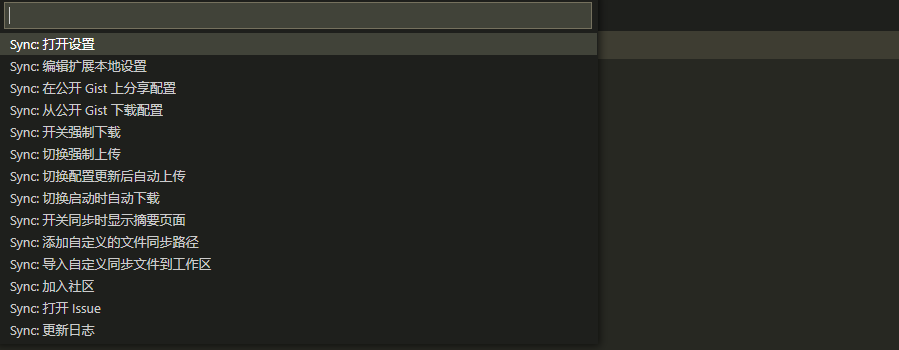 Sync: 打开设置
Sync: 编辑扩展本地设置
Sync: 在公开 Gist 上分享配置
Sync: 从公开 Gist 下载配置
Sync: 开关强制下载
Sync: 切换强制上传
Sync: 切换配置更新后自动上传
Sync: 切换启动时自动下载
Sync: 开关同步时显示摘要页面
Sync: 添加自定义的文件同步路径
Sync: 导入自定义同步文件到工作区
Sync: 加入社区
Sync: 打开 Issue
Sync: 更新日志